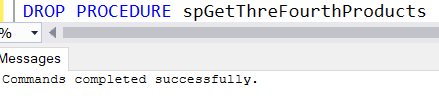 DROP PROCEDURE spGetThreFourthProducts
%
Messages
Commands completed successfully.